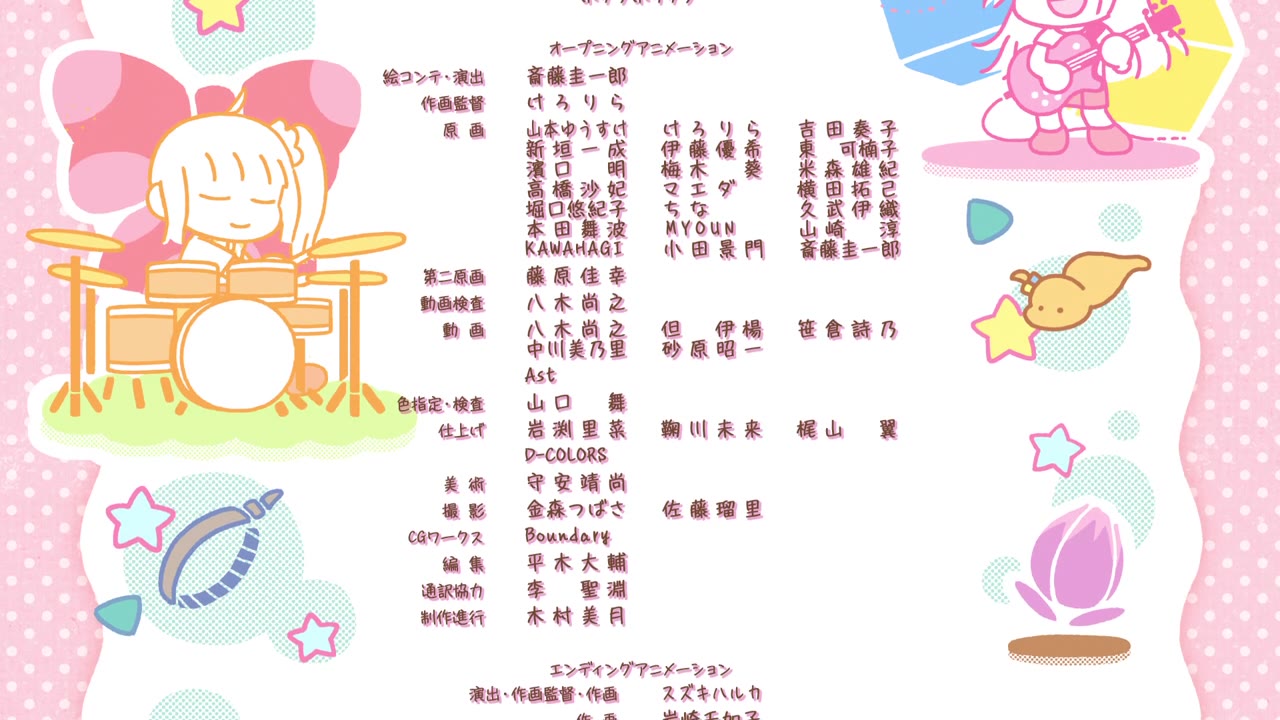 オープニングアニメーション
絵コンテ・演出 斎藤圭一郎
作画監督 けろりら
原画 山本ゆうすけ けろりら 吉田奏子
新垣一成 伊藤優希 東 可楠子
濱口 明 梅木 葵 米森雄紀
高橋沙妃 マエダ 横田拓己
堀口悠紀子 ちな 久武伊織
本田舞波 MYOUN 山崎 淳
KAWAHAGI 小田景門 斎藤圭一郎
第二原画 藤原佳幸
動画検査 八木尚之
動画 八木尚之 但 伊楊 笹倉詩乃
中川美乃里 砂原昭一
Ast
色指定・検査 山口 舞
仕上げ 岩渕里菜 鞠川未来 梶山 翼
D-COLORS
美術 守安靖尚
撮影 金森つばさ 佐藤瑠里
CGワークス Boundary
編集 平木大輔
通訳協力 李 聖淵
制作進行 木村美月
エンディングアニメーション
演出・作画監督・作画 スズキハルカ